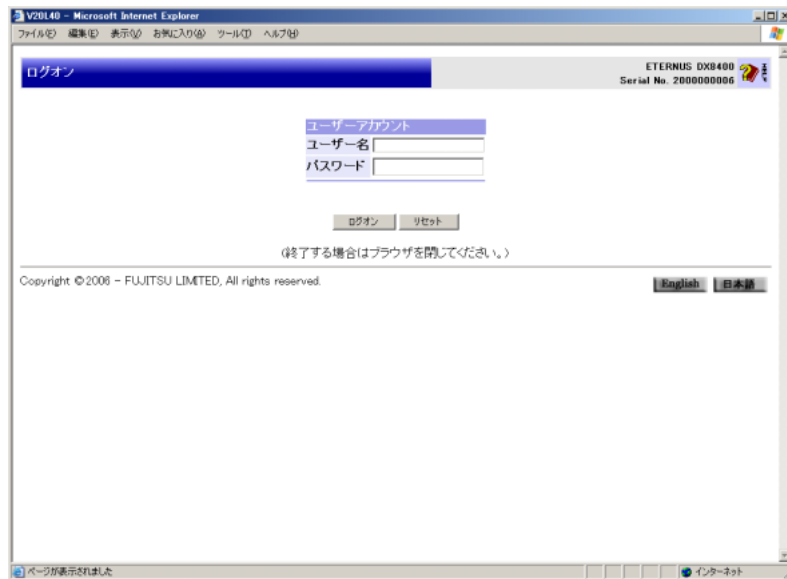 V20L40 - Microsoft Internet Explorer
ファイル(F) 編集(E) 表示(V) お気に入り(A) ツール(T) ヘルプ(H)
ログオン
ETERNUS DX8400
Serial No. 2000000006
ユーザーアカウント
ユーザー名
パスワード
ログオン リセット
(終了する場合はブラウザを閉じてください。)
Copyright ©2006 - FUJITSU LIMITED, All rights reserved.
English 日本語
ページが表示されました
インターネット